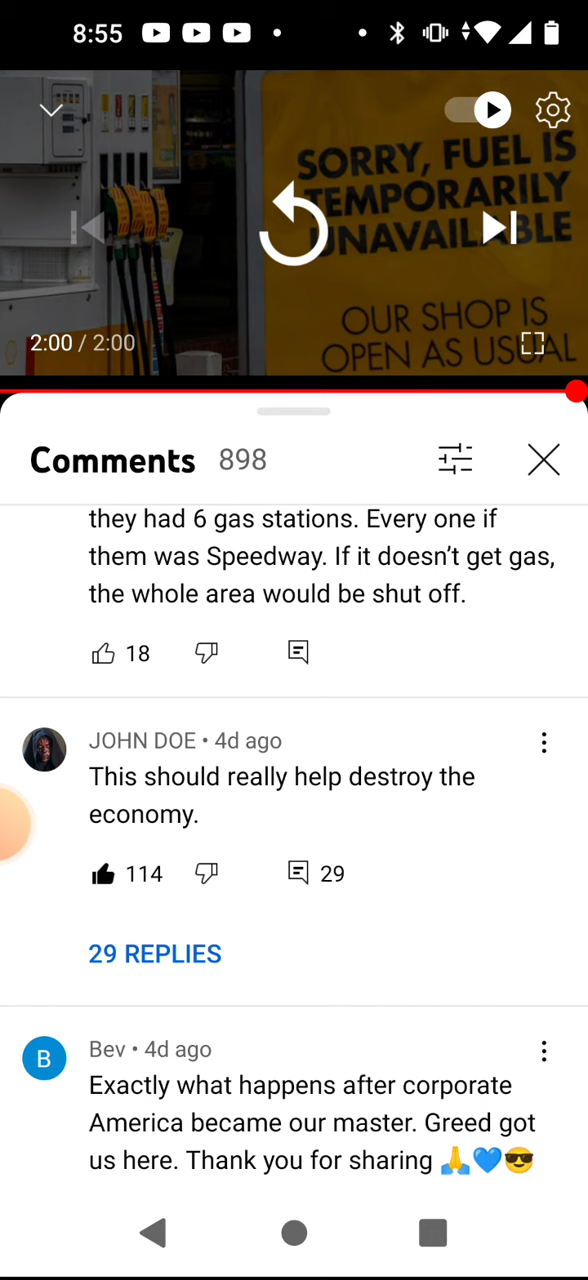 8:55
SORRY, FUEL IS
TEMPORARILY
UNAVAILABLE
OUR SHOP IS
OPEN AS USUAL
2:00 / 2:00
Comments 898
they had 6 gas stations. Every one if
them was Speedway. If it doesn’t get gas,
the whole area would be shut off.
18
JOHN DOE • 4d ago
This should really help destroy the
economy.
114 29
29 REPLIES
B
Bev • 4d ago
Exactly what happens after corporate
America became our master. Greed got
us here. Thank you for sharing 🙏💙😎